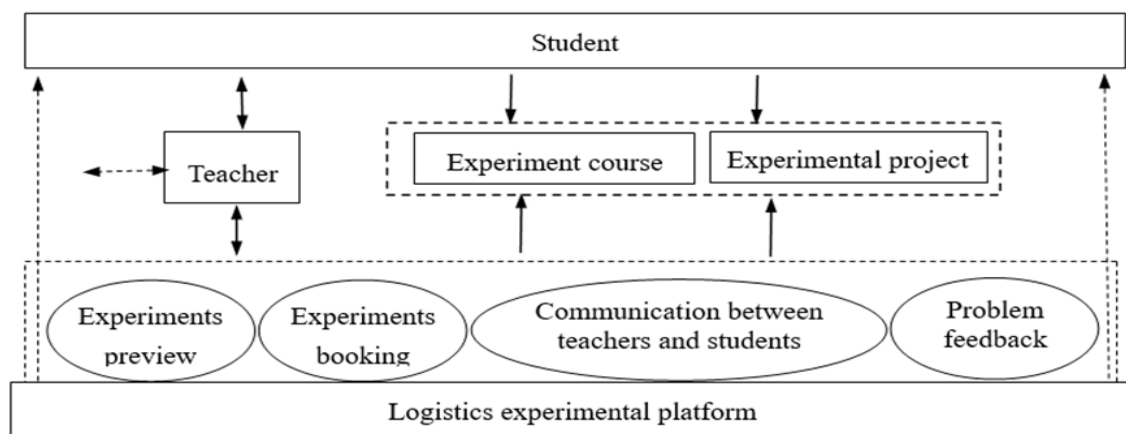 Student
Teacher
Experiment course
Experimental project
Experiments
preview
Experiments
booking
Communication between
teachers and students
Problem
feedback
Logistics experimental platform